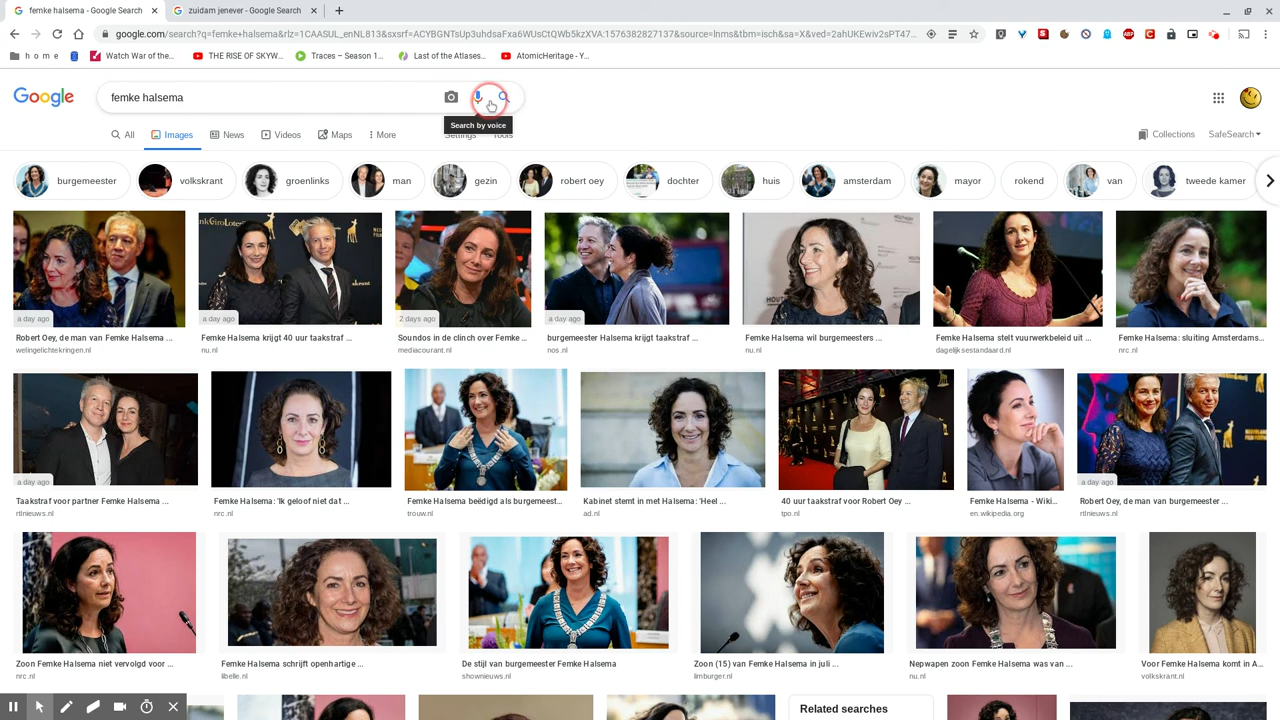 femke halsema - Google Search
zuidam jenever - Google Search
google.com/search?q=femke+halsema&rlz=1CAASUL_enNL813&sxsrf=ACYBGNTsUp3uhdsaFxa6WUsCtQWb5kzXVA:1576382827137&source=lnms&tbm=isch&sa=X&ved=2ahUKEwiv2sPT47...
h o m e
Watch War of the...
THE RISE OF SKYW...
Traces – Season 1...
Last of the Atlases...
AtomicHeritage - Y...
Google
femke halsema
Search by voice
All
Images
News
Videos
Maps
More
Settings
Tools
Collections
SafeSearch
burgemeester
volkskrant
groenlinks
man
gezin
robert oey
dochter
huis
amsterdam
mayor
rokend
van
tweede kamer
a day ago
a day ago
2 days ago
a day ago
Robert Oey, de man van Femke Halsema ...
welingelichtekringen.nl
Femke Halsema krijgt 40 uur taakstraf ...
nu.nl
Soundos in de clinch over Femke ...
mediacourant.nl
burgemeester Halsema krijgt taakstraf ...
nos.nl
Femke Halsema wil burgemeesters ...
nu.nl
Femke Halsema stelt vuurwerkbeleid uit ...
dagelijksestandaard.nl
Femke Halsema: sluiting Amsterdams...
nrc.nl
a day ago
a day ago
Taakstraf voor partner Femke Halsema ...
rtlnieuws.nl
Femke Halsema: 'Ik geloof niet dat ...
nrc.nl
Femke Halsema beëdigd als burgemeest...
trouw.nl
Kabinet stemt in met Halsema: 'Heel ...
ad.nl
40 uur taakstraf voor Robert Oey ...
tpo.nl
Femke Halsema - Wiki...
en.wikipedia.org
Robert Oey, de man van burgemeester ...
rtlnieuws.nl
Zoon Femke Halsema niet vervolgd voor ...
nrc.nl
Femke Halsema schrijft openhartige ...
libelle.nl
De stijl van burgemeester Femke Halsema
shownieuws.nl
Zoon (15) van Femke Halsema in juli ...
limburger.nl
Nepwapen zoon Femke Halsema was van ...
nu.nl
Voor Femke Halsema komt in A...
volkskrant.nl
Related searches